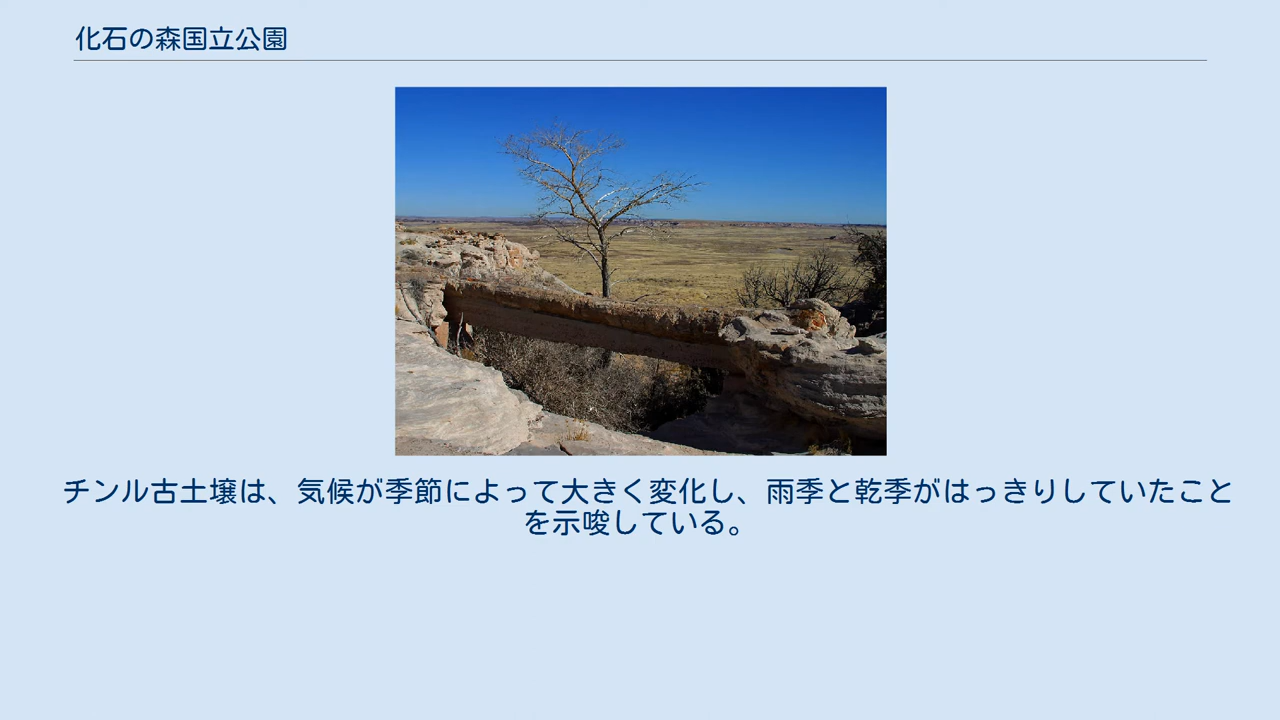 化石の森国立公園
チンル古土壌は、気候が季節によって大きく変化し、雨季と乾季がはっきりしていたこと
を示唆している。